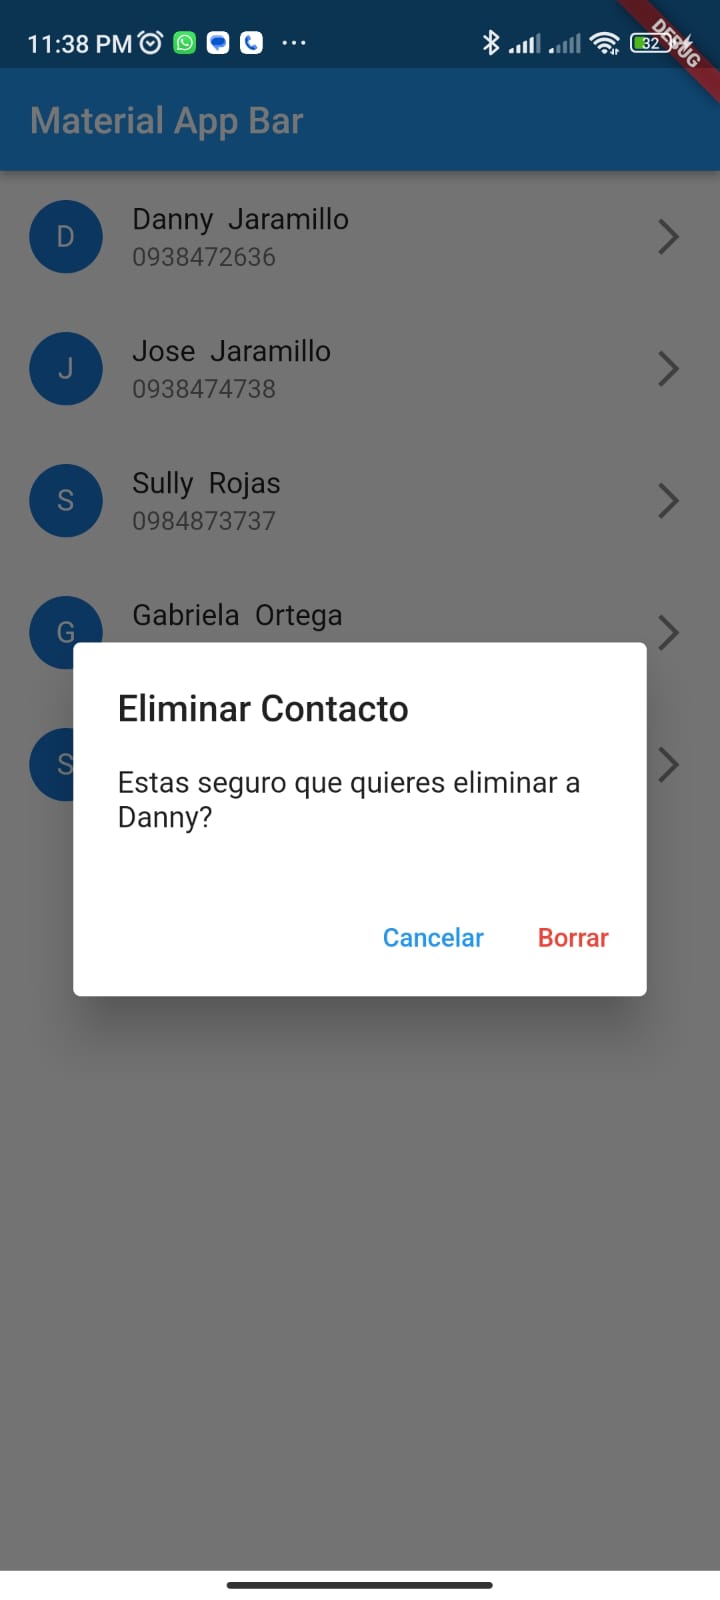 11:38 PM
32
DEBUG
Material App Bar
D
Danny Jaramillo
0938472636
J
Jose Jaramillo
0938474738
S
Sully Rojas
0984873737
G
Gabriela Ortega
S
Eliminar Contacto
Estas seguro que quieres eliminar a
Danny?
Cancelar
Borrar